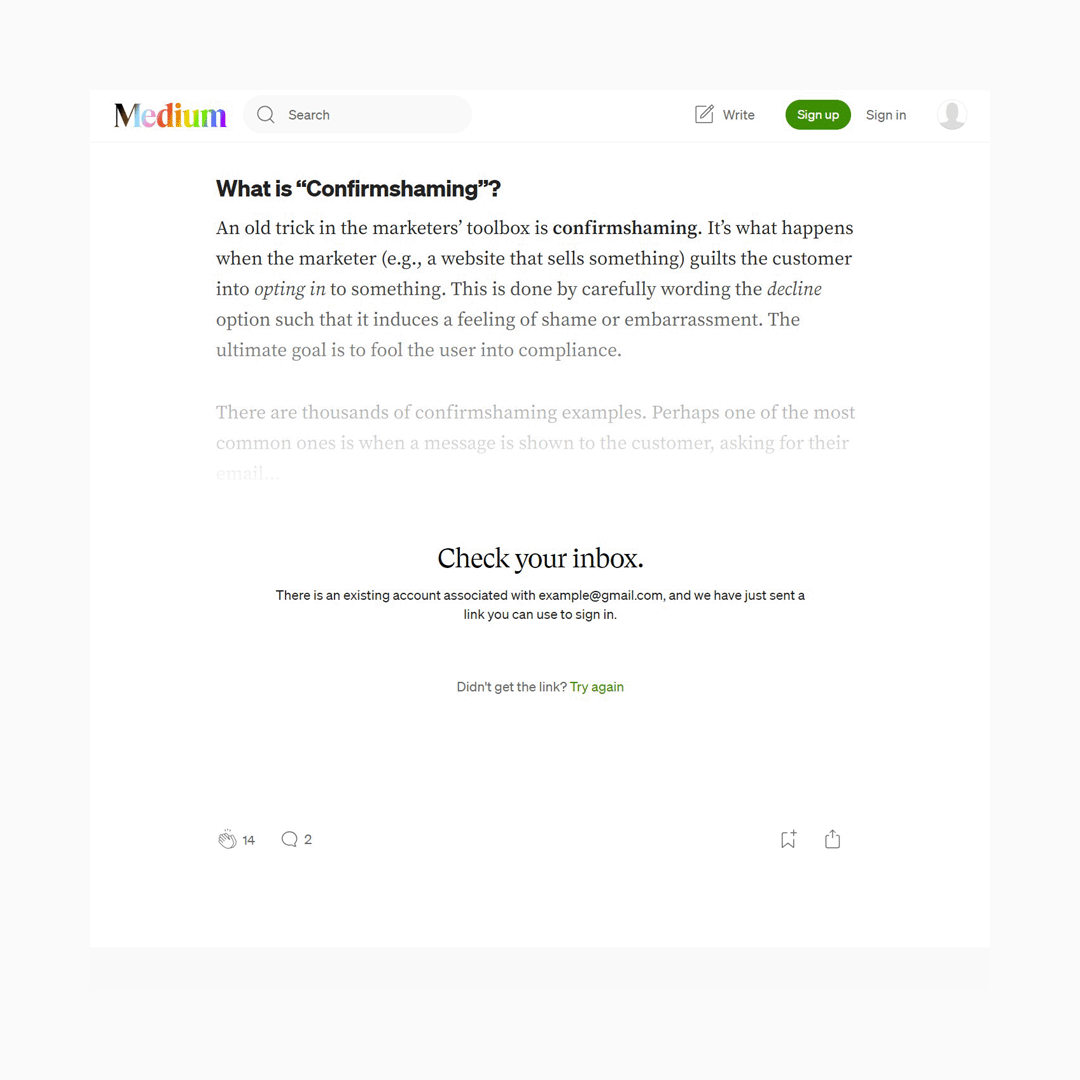 Medium
Search
Write
Sign up
Sign in
What is “Confirmshaming”?
An old trick in the marketers’ toolbox is confirmshaming. It’s what happens
when the marketer (e.g., a website that sells something) guilts the customer
into opting in to something. This is done by carefully wording the decline
option such that it induces a feeling of shame or embarrassment. The
ultimate goal is to fool the user into compliance.
There are thousands of confirmshaming examples. Perhaps one of the most
common ones is when a message is shown to the customer, asking for their
email…
Check your inbox.
There is an existing account associated with example@gmail.com, and we have just sent a
link you can use to sign in.
Didn't get the link? Try again
14
2